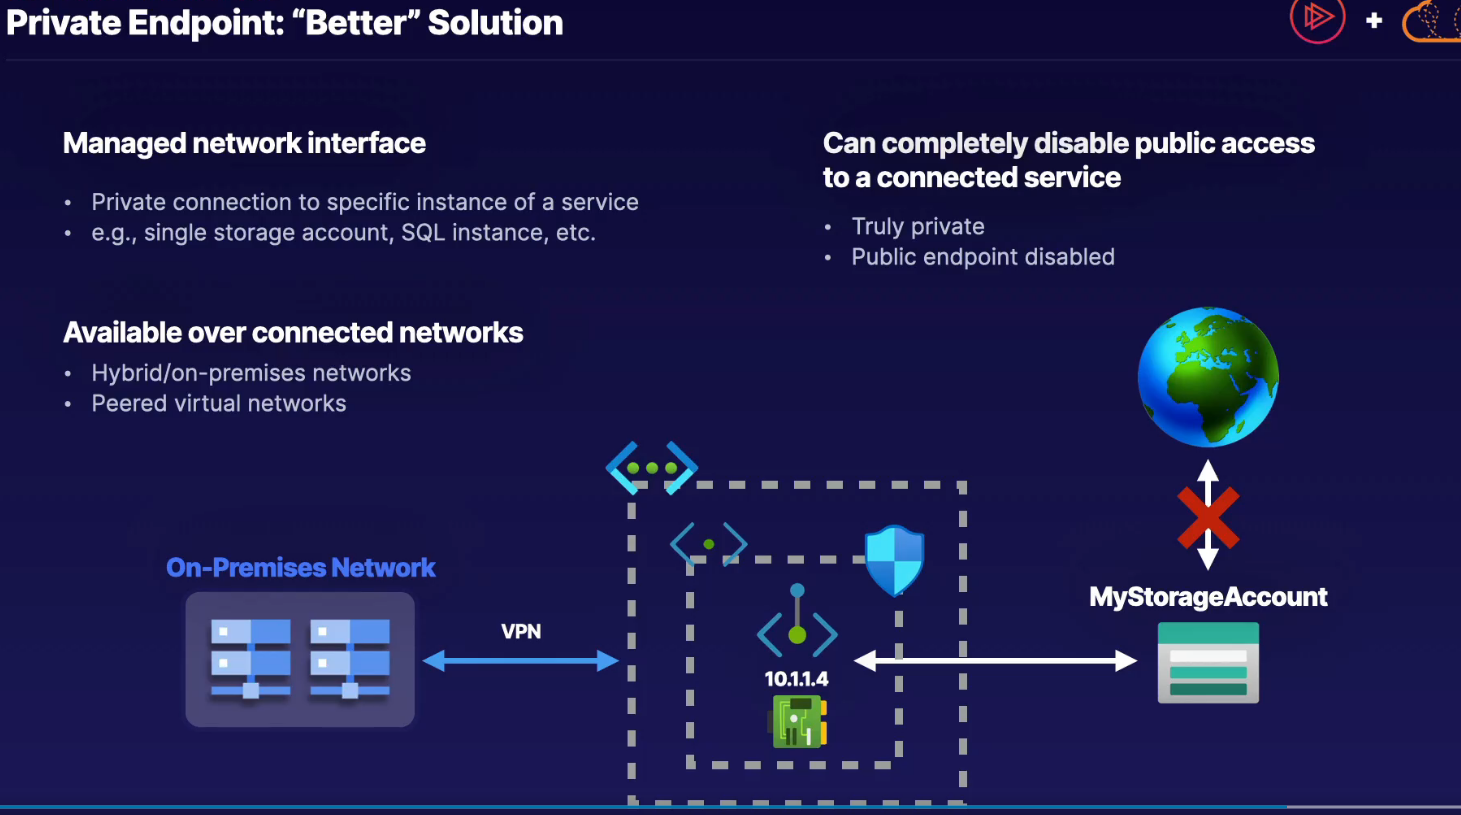 Private Endpoint: “Better” Solution
Managed network interface
• Private connection to specific instance of a service
• e.g., single storage account, SQL instance, etc.
Available over connected networks
• Hybrid/on-premises networks
• Peered virtual networks
Can completely disable public access
to a connected service
• Truly private
• Public endpoint disabled
On-Premises Network
VPN
10.1.1.4
MyStorageAccount